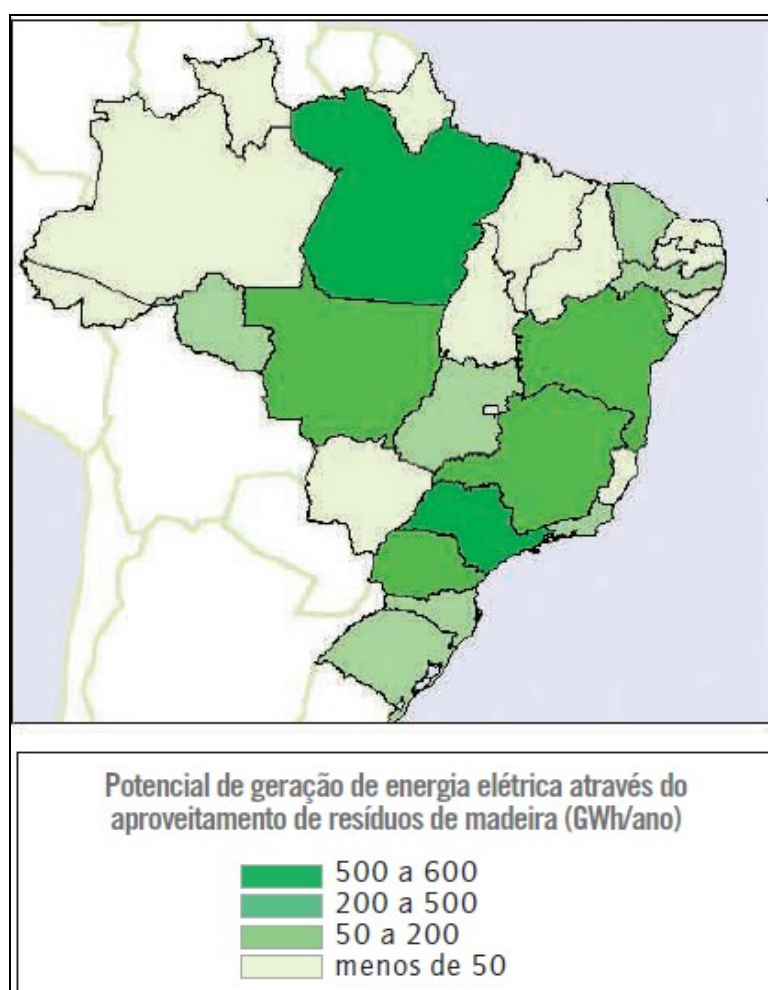 Potencial de geração de energia elétrica através do
aproveitamento de resíduos de madeira (GWh/ano)
500 a 600
200 a 500
50 a 200
menos de 50